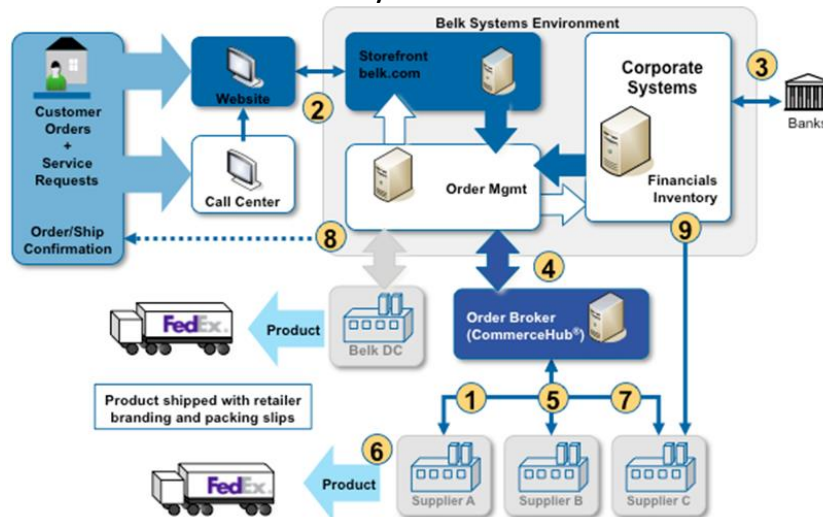 Belk Systems Environment
Customer
Orders
+
Service
Requests
Order/Ship
Confirmation
Website
2
Call Center
Storefront
belk.com
Order Mgmt
Corporate
Systems
Financials
Inventory
3
Banks
8
9
4
FedEx
Product
Belk DC
Order Broker
(CommerceHub®)
Product shipped with retailer
branding and packing slips
1
5
7
6
FedEx
Product
Supplier A
Supplier B
Supplier C